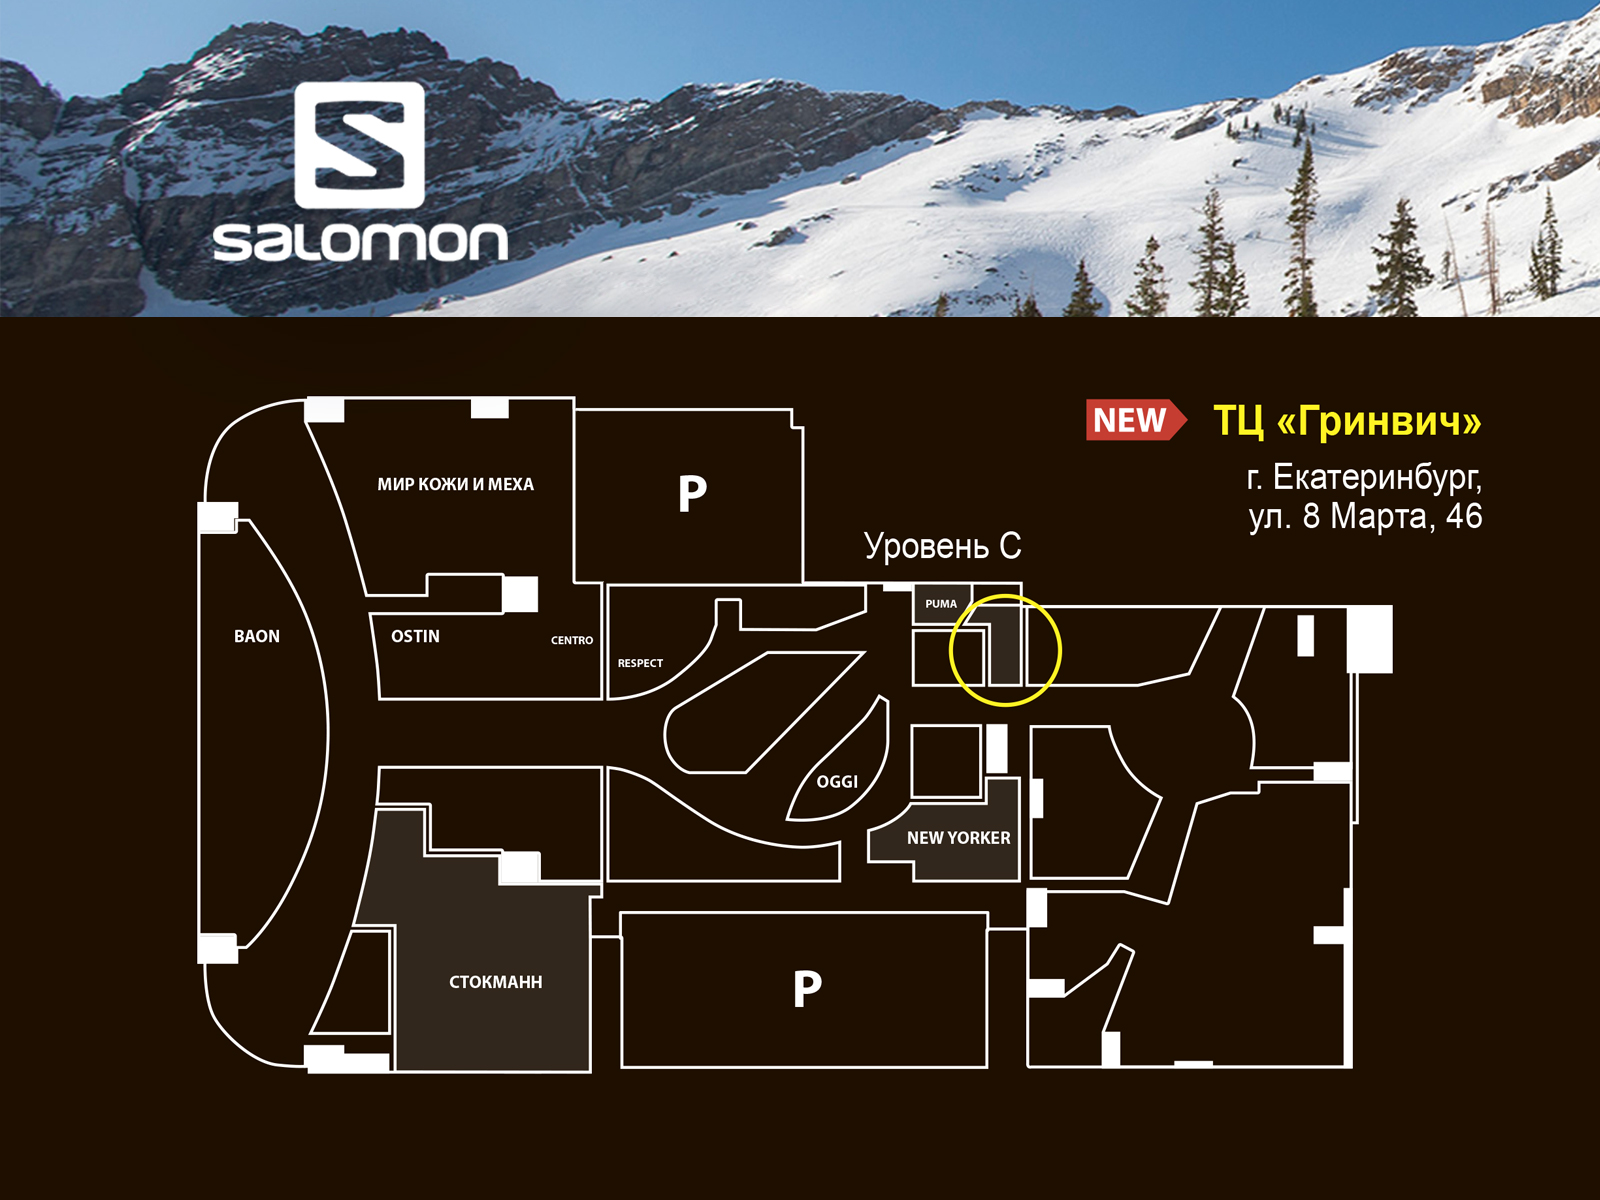 SALOMON
NEW
ТЦ «Гринвич»
г. Екатеринбург,
ул. 8 Марта, 46
Уровень С
МИР КОЖИ И МЕХА
P
PUMA
BAON
OSTIN
CENTRO
RESPECT
OGGI
NEW YORKER
СТОКМАНН
P